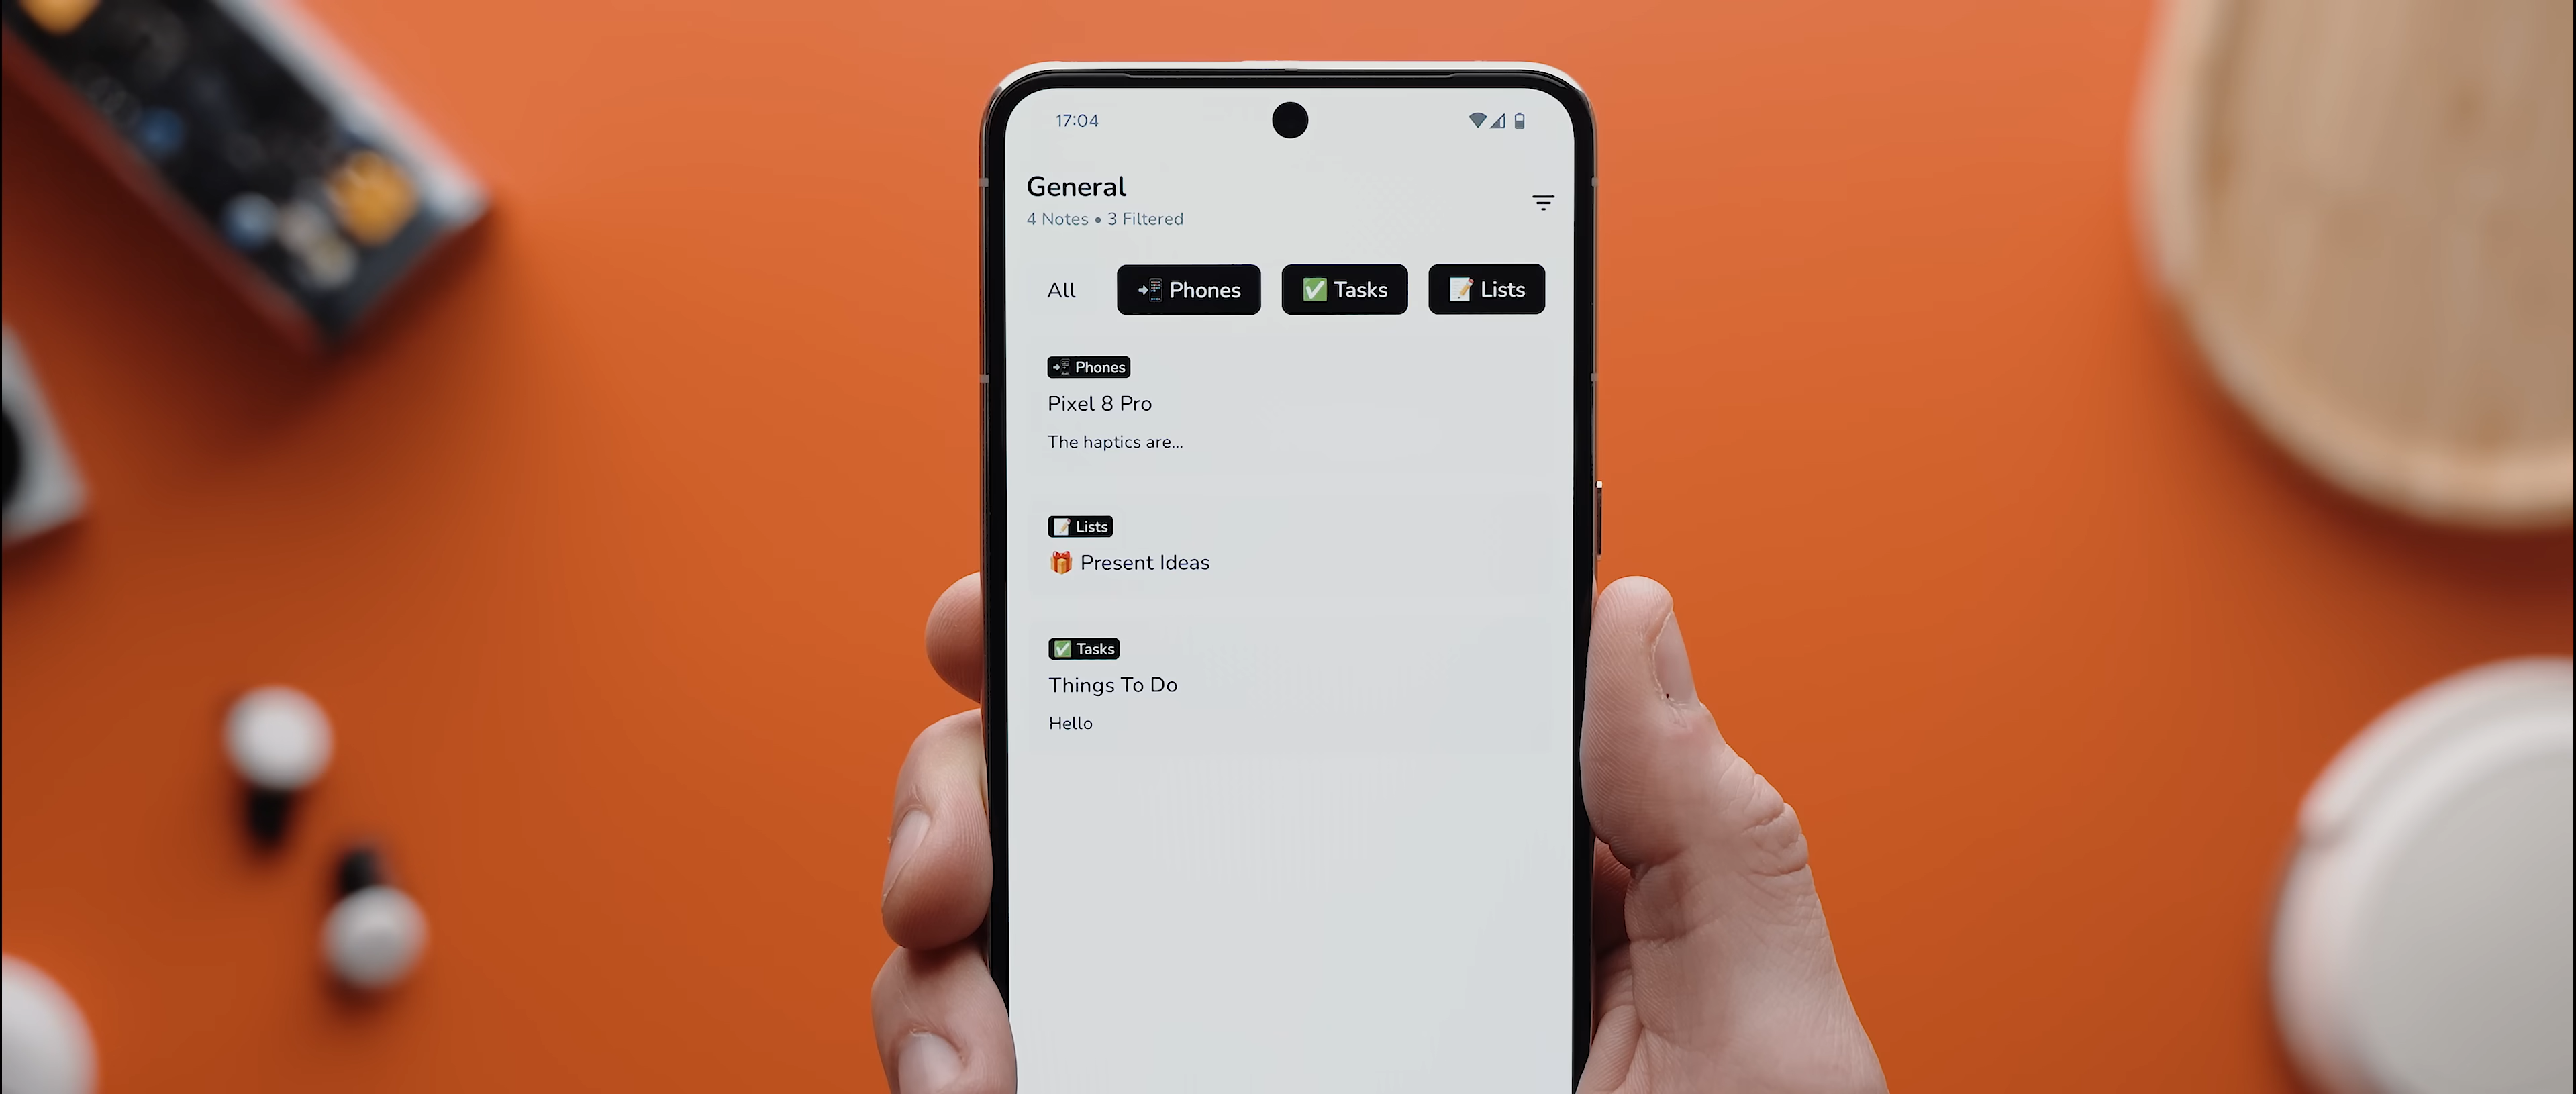 17:04
General
4 Notes • 3 Filtered
All
📲 Phones
✅ Tasks
📝 Lists
📲 Phones
Pixel 8 Pro
The haptics are...
📝 Lists
🎁 Present Ideas
✅ Tasks
Things To Do
Hello